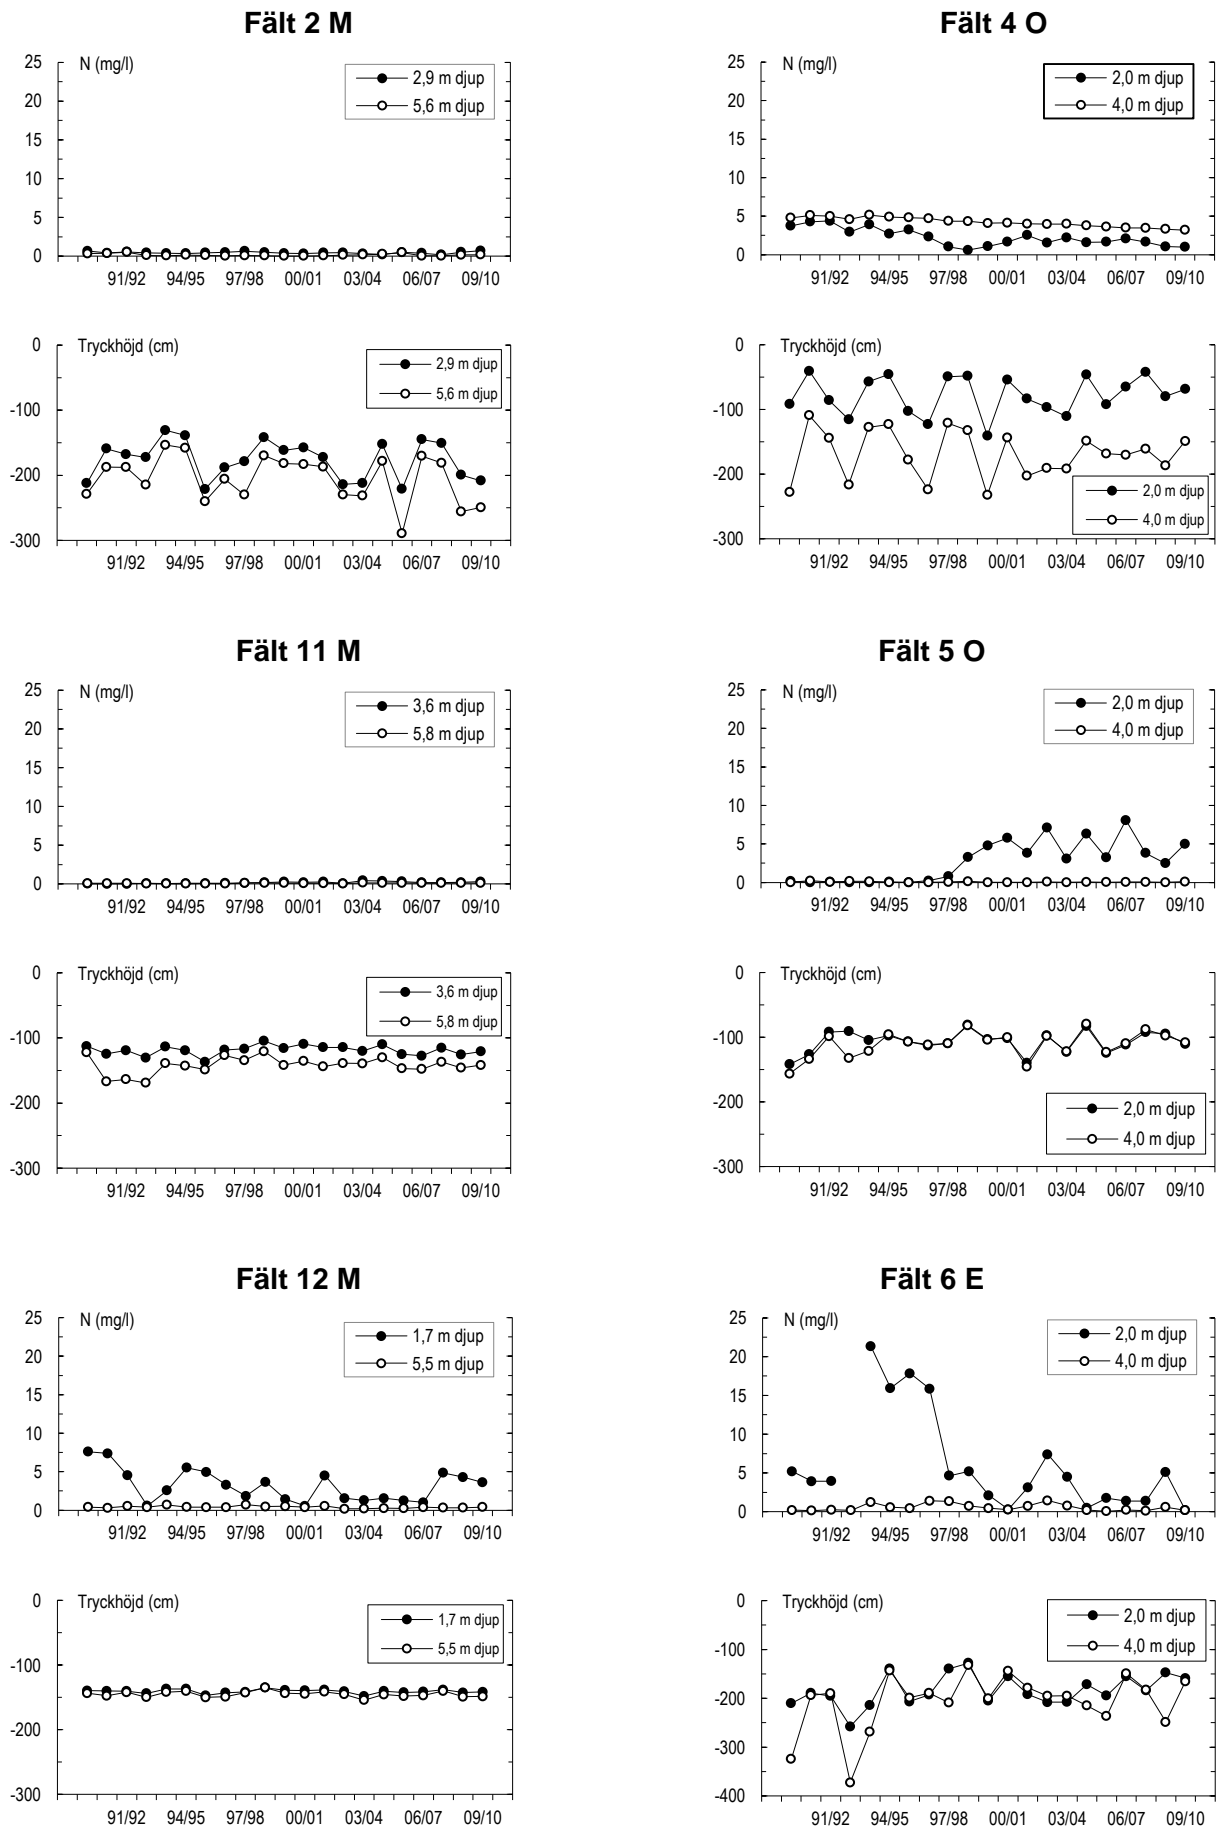 Fält 2 M
N (mg/l)
2,9 m djup
5,6 m djup
25
20
15
10
5
0
91/92 94/95 97/98 00/01 03/04 06/07 09/10
Tryckhöjd (cm)
2,9 m djup
5,6 m djup
0
-100
-200
-300
91/92 94/95 97/98 00/01 03/04 06/07 09/10
Fält 4 O
N (mg/l)
2,0 m djup
4,0 m djup
25
20
15
10
5
0
91/92 94/95 97/98 00/01 03/04 06/07 09/10
Tryckhöjd (cm)
0
-100
-200
-300
2,0 m djup
4,0 m djup
91/92 94/95 97/98 00/01 03/04 06/07 09/10
Fält 11 M
N (mg/l)
3,6 m djup
5,8 m djup
25
20
15
10
5
0
91/92 94/95 97/98 00/01 03/04 06/07 09/10
Tryckhöjd (cm)
3,6 m djup
5,8 m djup
0
-100
-200
-300
91/92 94/95 97/98 00/01 03/04 06/07 09/10
Fält 5 O
N (mg/l)
2,0 m djup
4,0 m djup
25
20
15
10
5
0
91/92 94/95 97/98 00/01 03/04 06/07 09/10
Tryckhöjd (cm)
0
-100
-200
-300
2,0 m djup
4,0 m djup
91/92 94/95 97/98 00/01 03/04 06/07 09/10
Fält 12 M
N (mg/l)
1,7 m djup
5,5 m djup
25
20
15
10
5
0
91/92 94/95 97/98 00/01 03/04 06/07 09/10
Tryckhöjd (cm)
1,7 m djup
5,5 m djup
0
-100
-200
-300
91/92 94/95 97/98 00/01 03/04 06/07 09/10
Fält 6 E
N (mg/l)
2,0 m djup
4,0 m djup
25
20
15
10
5
0
91/92 94/95 97/98 00/01 03/04 06/07 09/10
Tryckhöjd (cm)
2,0 m djup
4,0 m djup
0
-100
-200
-300
-400
91/92 94/95 97/98 00/01 03/04 06/07 09/10